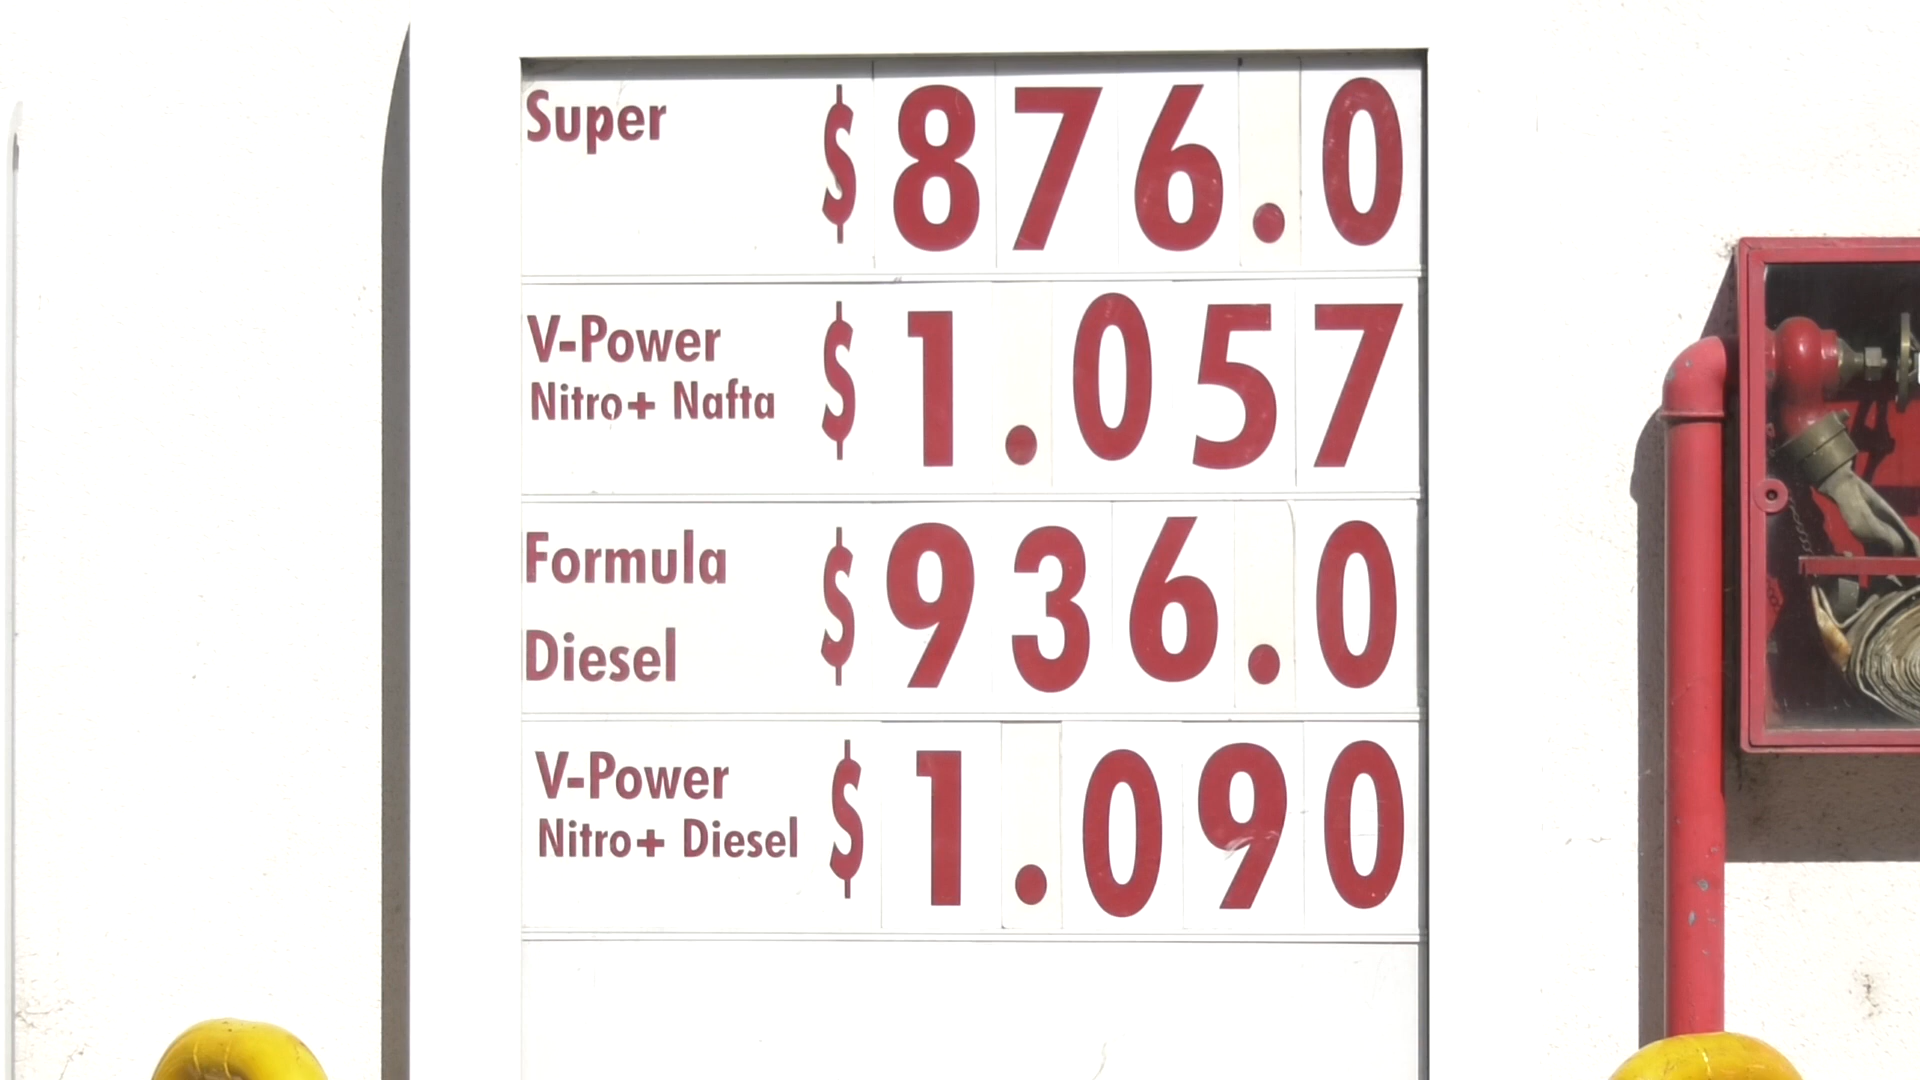 Super $ 876.0
V-Power $ 1.057
Nitro+ Nafta
Formula $ 936.0
Diesel
V-Power $ 1.090
Nitro+ Diesel